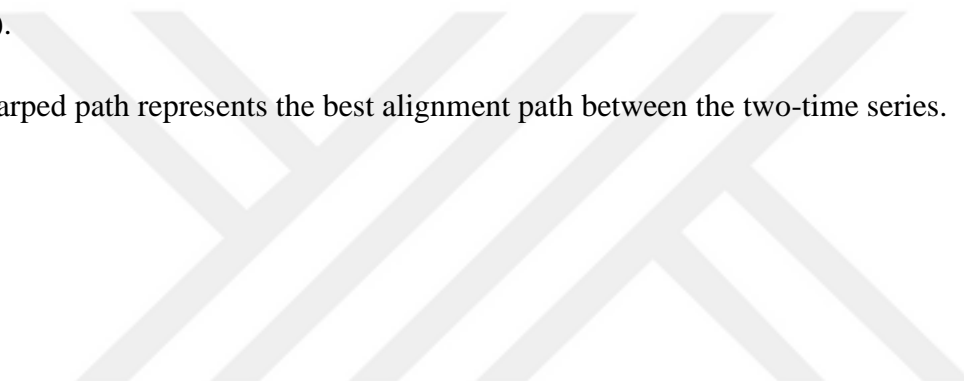 ).
arped path represents the best alignment path between the two-time series.